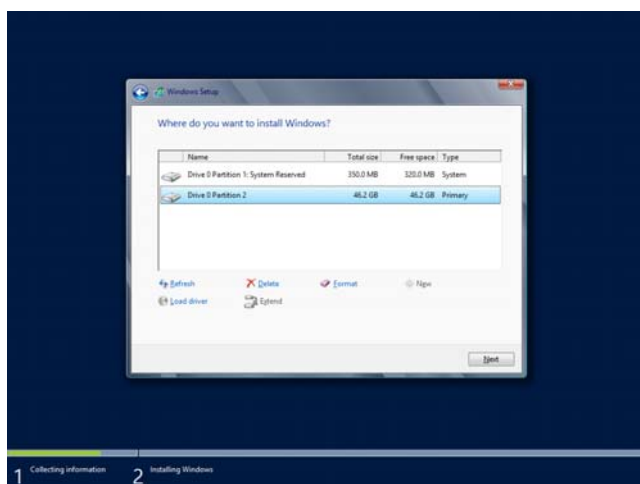 Windows Setup
Where do you want to install Windows?
Name Total size Free space Type
Drive 0 Partition 1: System Reserved 350.0 MB 320.0 MB System
Drive 0 Partition 2 46.2 GB 46.2 GB Primary
Refresh Delete Format New
Load driver Extend
Next
1 Collecting information 2 Installing Windows